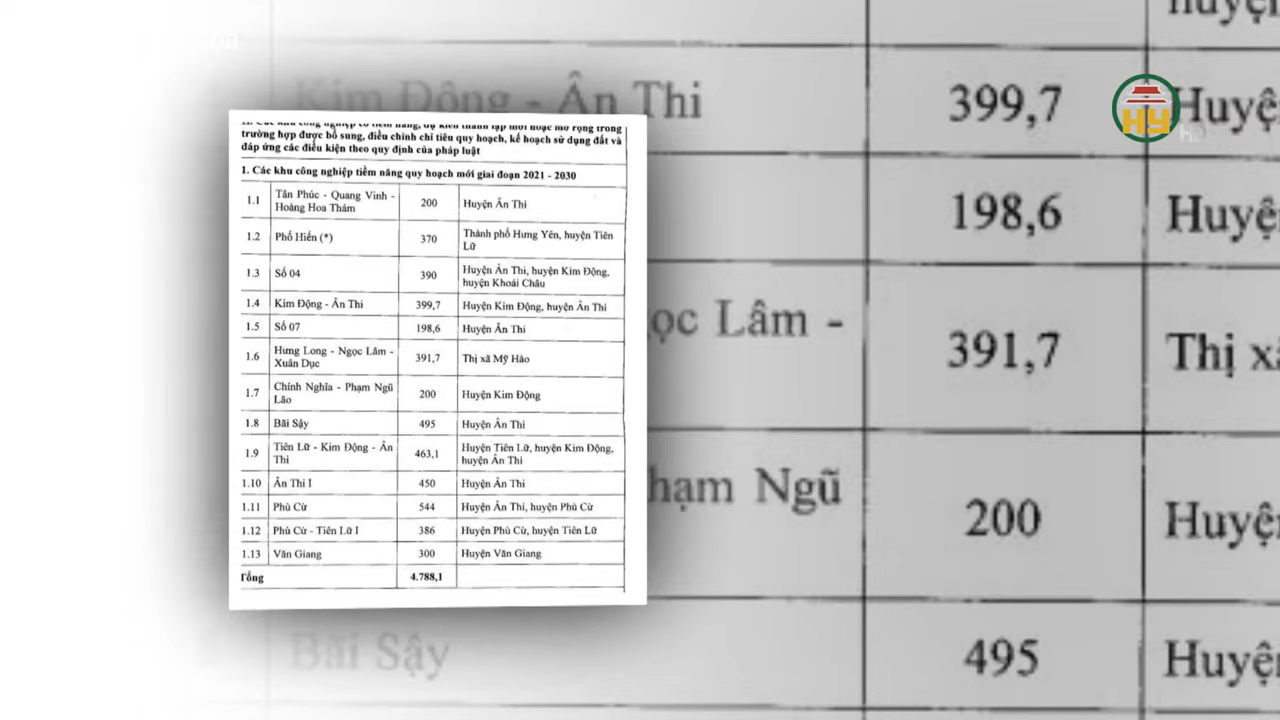 trường hợp được bổ sung, điều chỉnh chỉ tiêu quy hoạch, kế hoạch sử dụng đất và
đáp ứng các điều kiện theo quy định của pháp luật
1. Các khu công nghiệp tiềm năng quy hoạch mới giai đoạn 2021 - 2030
1.1 Tân Phúc - Quang Vinh - Hoàng Hoa Thám 200 Huyện Ân Thi
1.2 Phố Hiến (*) 370 Thành phố Hưng Yên, huyện Tiên Lữ
1.3 Số 04 390 Huyện Ân Thi, huyện Kim Động, huyện Khoái Châu
1.4 Kim Động - Ân Thi 399,7 Huyện Kim Động, huyện Ân Thi
1.5 Số 07 198,6 Huyện Ân Thi
1.6 Hưng Long - Ngọc Lâm - Xuân Dục 391,7 Thị xã Mỹ Hào
1.7 Chính Nghĩa - Phạm Ngũ Lão 200 Huyện Kim Động
1.8 Bãi Sậy 495 Huyện Ân Thi
1.9 Tiên Lữ - Kim Động - Ân Thi 463,1 Huyện Tiên Lữ, huyện Kim Động, huyện Ân Thi
1.10 Ân Thi I 450 Huyện Ân Thi
1.11 Phù Cừ 544 Huyện Ân Thi, huyện Phù Cừ
1.12 Phù Cừ - Tiên Lữ I 386 Huyện Phù Cừ, huyện Tiên Lữ
1.13 Văn Giang 300 Huyện Văn Giang
Tổng 4.788,1
Kim Động - Ân Thi 399,7 Huyệ
198,6 Huyệ
ọc Lâm - 391,7 Thị xã
hạm Ngũ 200 Huyệ
Bãi Sậy 495 Huyệ
HY